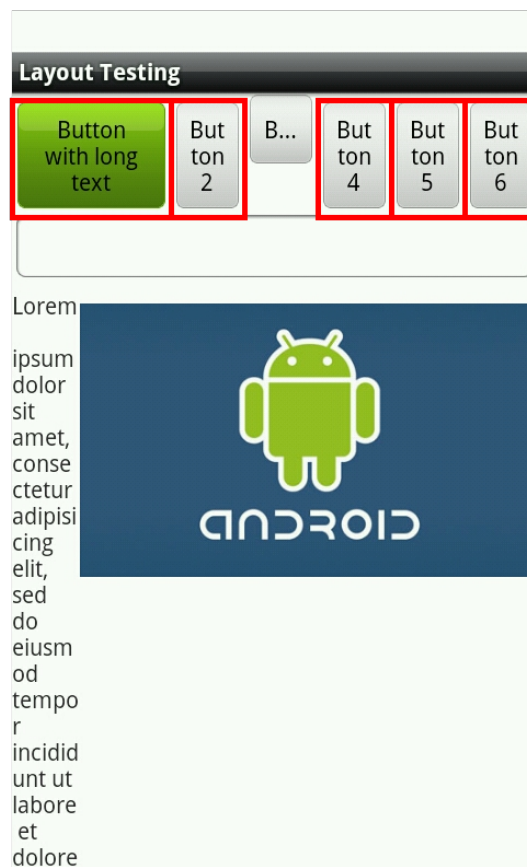 Layout Testing
Button
with long
text
But
ton
2
B...
But
ton
4
But
ton
5
But
ton
6
Lorem
ipsum
dolor
sit
amet,
conse
ctetur
adipisi
cing
elit,
sed
do
eiusm
od
tempo
r
incidid
unt ut
labore
et
dolore
ANDROID